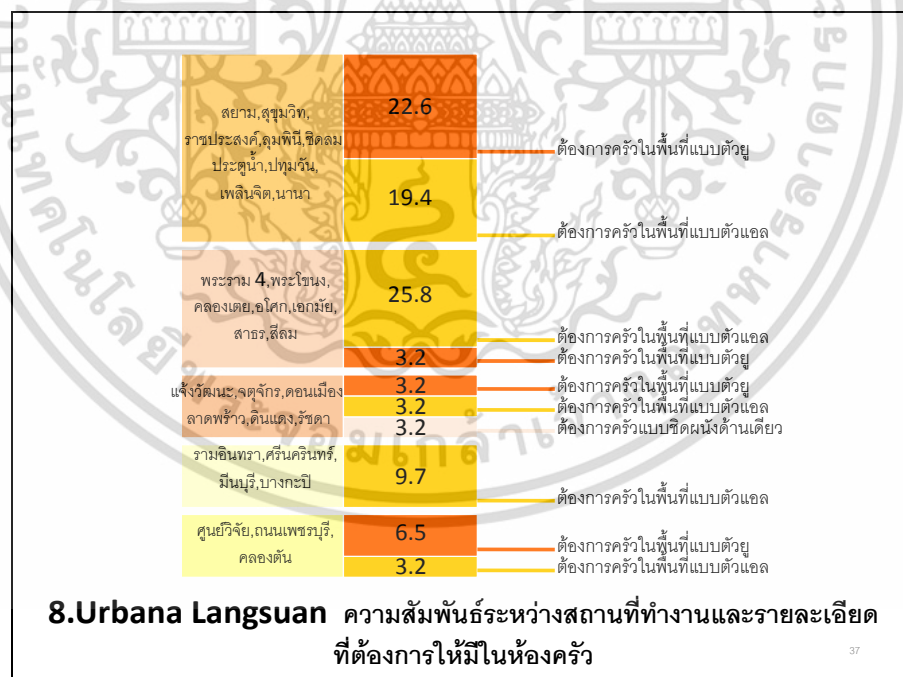 สยาม,สุขุมวิท,
ราชประสงค์,ลุมพินี,ชิดลม
ประตูน้ำ,ปทุมวัน,
เพลินจิต,นานา
22.6
ต้องการครัวในพื้นที่แบบตัวยู
19.4
ต้องการครัวในพื้นที่แบบตัวแอล
พระราม 4,พระโขนง,
คลองเตย,อโศก,เอกมัย,
สาธร,สีลม
25.8
ต้องการครัวในพื้นที่แบบตัวแอล
3.2
ต้องการครัวในพื้นที่แบบตัวยู
แจ้งวัฒนะ,จตุจักร,ดอนเมือง
ลาดพร้าว,ดินแดง,รัชดา
3.2
ต้องการครัวในพื้นที่แบบตัวยู
3.2
ต้องการครัวในพื้นที่แบบตัวแอล
3.2
ต้องการครัวแบบชิดผนังด้านเดียว
รามอินทรา,ศรีนครินทร์,
มีนบุรี,บางกะปิ
9.7
ต้องการครัวในพื้นที่แบบตัวแอล
ศูนย์วิจัย,ถนนเพชรบุรี,
คลองตัน
6.5
ต้องการครัวในพื้นที่แบบตัวยู
3.2
ต้องการครัวในพื้นที่แบบตัวแอล
8.Urbana Langsuan ความสัมพันธ์ระหว่างสถานที่ทำงานและรายละเอียด
ที่ต้องการให้มีในห้องครัว
37